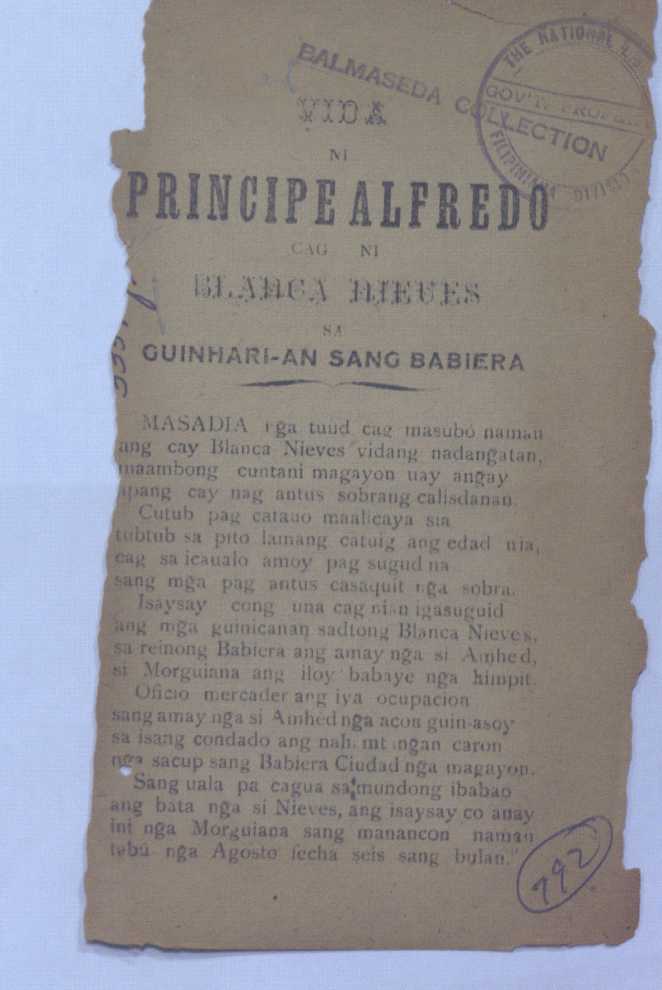 BALMASEDA COLLECTION
THE NATIONAL
GOV'T PROPERTY
FILIPINIANA
VIDA
NI
PRINCIPE ALFREDO
CAG NI
BLANCA NIEVES
SA
GUINHARI-AN SANG BABIERA
MASADIA nga tuud cag masubo naman
ang cay Blanca Nieves vidang nadangatan,
maambong cuntani magayon uay angay
apang cay nag antus sobrang calisdanan.
Cutub pag catauo maalicaya sia
tubtub sa pito lamang catuig ang edad nia,
cag sa icaualo amoy pag sugud na
sang mga pag antus casaquit nga sobra.
Isaysay cong una cag nian igasuguid
ang mga guinicanan sadtong Blanca Nieves,
sa reinong Babiera ang amay nga si Amhed,
si Morguiana ang iloy babaye nga himpit.
Oficio mercader ang iya ocupacion
sang amay nga si Amhed nga acon guin-asoy
sa isang condado ang caron
nga sacup sang Babiera Ciudad nga magayon.
Sang uala pa cagua sa mundong ibabao
ang bata nga si Nieves, ang isaysay co anay
ini nga Morguiana sang manancon naman
tebú nga Agosto fecha seis sang bulan."
792